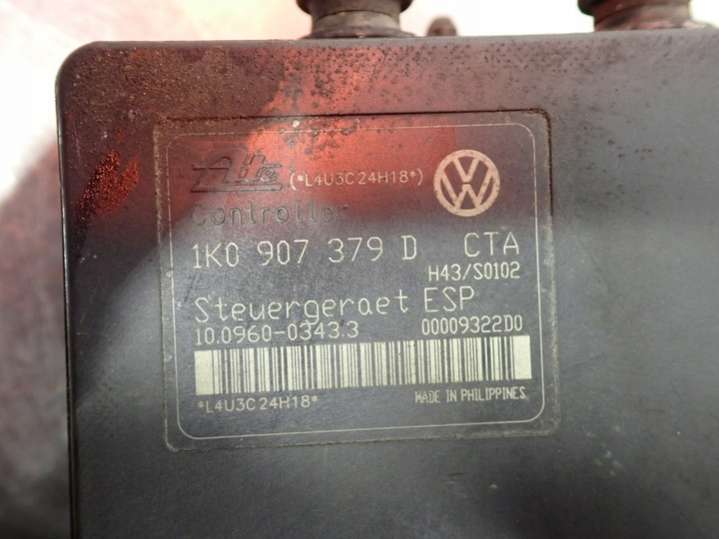 Ate (*L4U3C24H18*)
VW
controller
1K0 907 379 D CTA
H43/S0102
Steuergeraet ESP
10.0960-0343.3 00009322D0
*L4U3C24H18* MADE IN PHILIPPINES